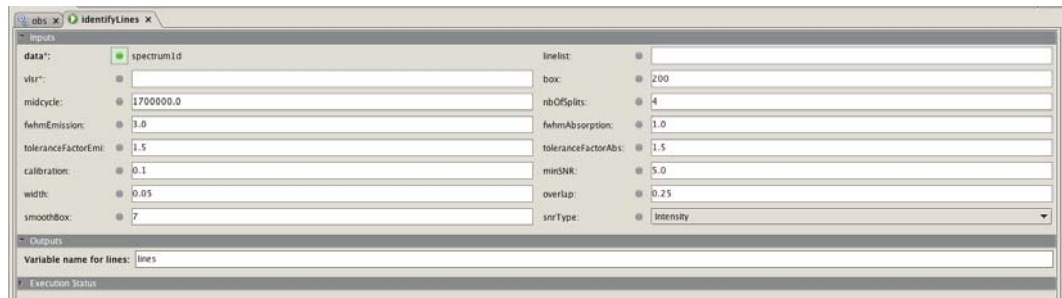 obs x identifyLines x
Inputs
data*: spectrum1d linelist:
vlsr*: box: 200
midcycle: 1700000.0 nbOfSplits: 4
fwhmEmission: 3.0 fwhmAbsorption: 1.0
toleranceFactorEmi: 1.5 toleranceFactorAbs: 1.5
calibration: 0.1 minSNR: 5.0
width: 0.05 overlap: 0.25
smoothBox: 7 snrType: Intensity
Outputs
Variable name for lines: lines
Execution Status